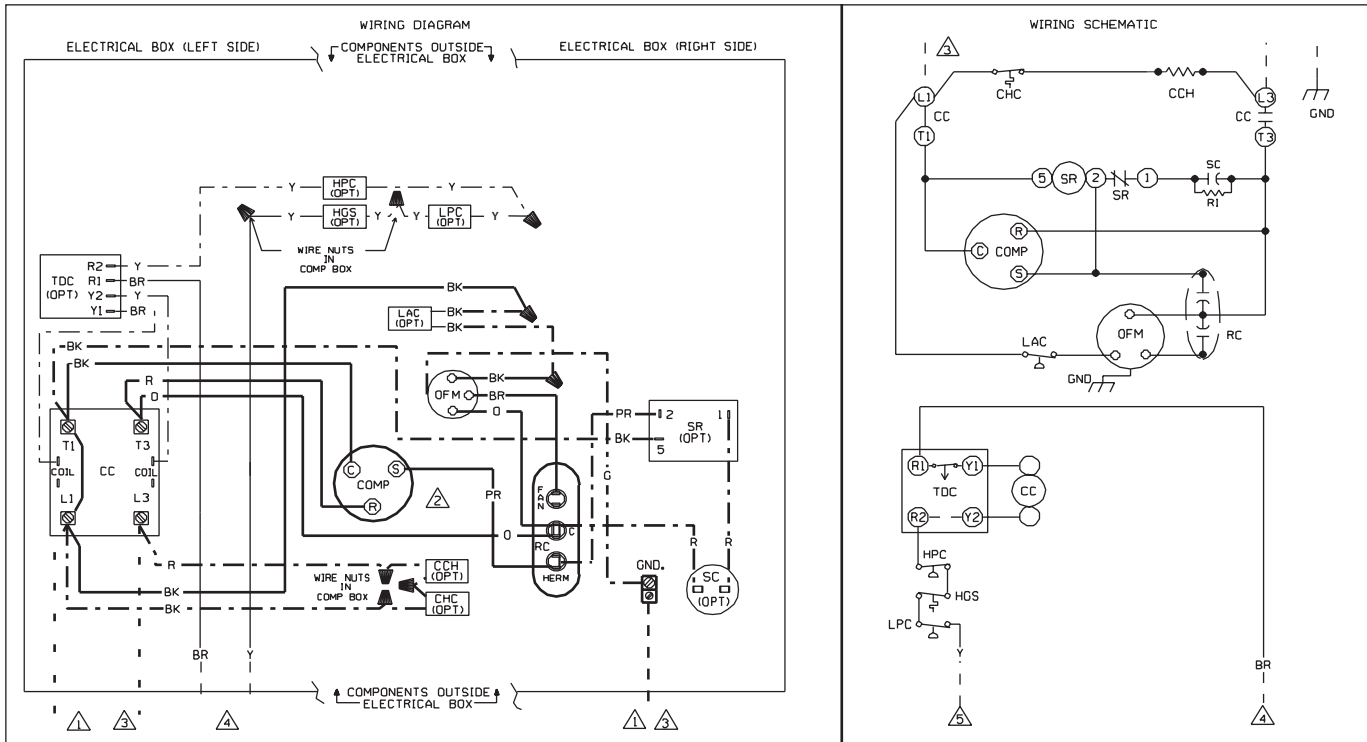 WIRING DIAGRAM
ELECTRICAL BOX (LEFT SIDE)
COMPONENTS OUTSIDE
ELECTRICAL BOX
ELECTRICAL BOX (RIGHT SIDE)
Y
HPC
(OPT)
Y
Y
HGS
(OPT)
Y
Y
LPC
(OPT)
Y
WIRE NUTS
IN
COMP BOX
TDC
(OPT)
R2
Y
R1
BR
Y2
Y
Y1
BR
BK
LAC
(OPT)
BK
BK
BK
BK
R
O
OFM
BK
BR
O
PR
BK
2
1
SR
(OPT)
5
T1
T3
COIL
CC
COIL
L1
L3
C
S
COMP
R
2
PR
G
FAN
C
RC
HERM
O
R
R
R
WIRE NUTS
IN
COMP BOX
CCH
(OPT)
CHC
(OPT)
BK
BK
GND.
SC
(OPT)
BR
Y
COMPONENTS OUTSIDE
ELECTRICAL BOX
1
3
4
1
3
WIRING SCHEMATIC
3
L1
CHC
CCH
L3
GND
CC
CC
T1
T3
5
SR
2
SR
1
SC
R1
R
C
COMP
S
RC
OFM
LAC
GND
R1
Y1
TDC
CC
R2
Y2
HPC
HGS
LPC
Y
BR
5
4